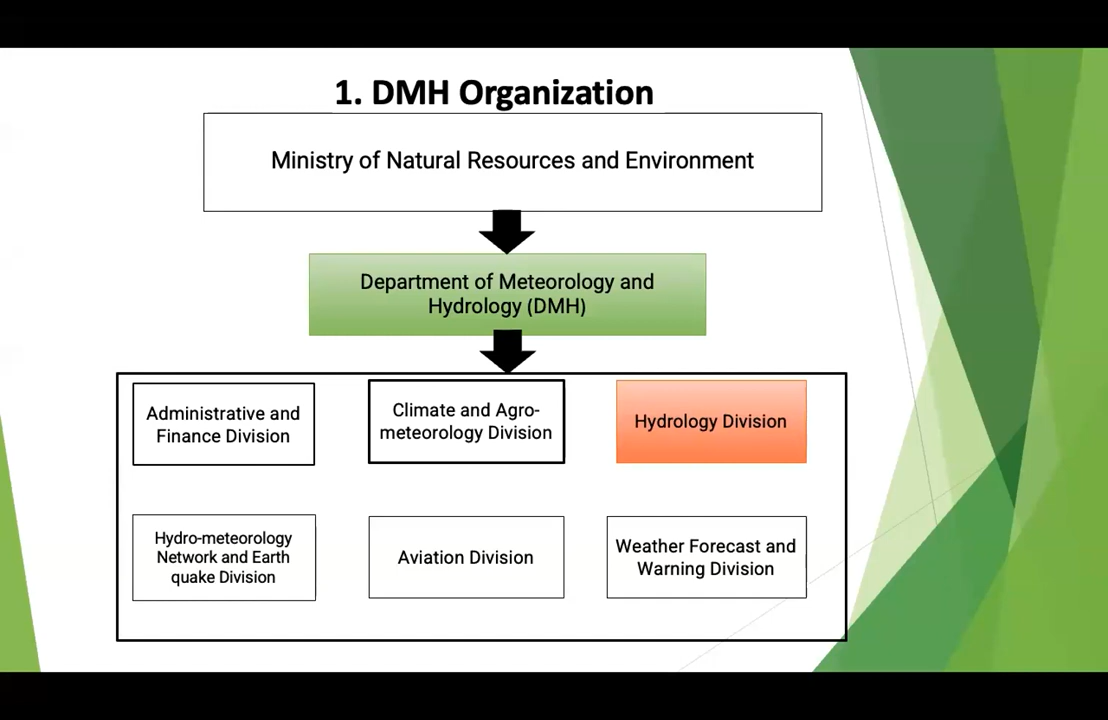 1. DMH Organization
Ministry of Natural Resources and Environment
Department of Meteorology and
Hydrology (DMH)
Administrative and
Finance Division
Climate and Agro-
meteorology Division
Hydrology Division
Hydro-meteorology
Network and Earth
quake Division
Aviation Division
Weather Forecast and
Warning Division